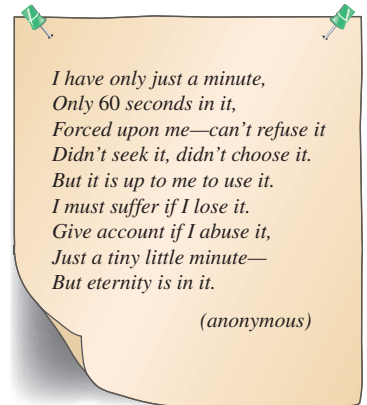 I have only just a minute,
Only 60 seconds in it,
Forced upon me—can't refuse it
Didn't seek it, didn't choose it.
But it is up to me to use it.
I must suffer if I lose it.
Give account if I abuse it,
Just a tiny little minute—
But eternity is in it.
(anonymous)